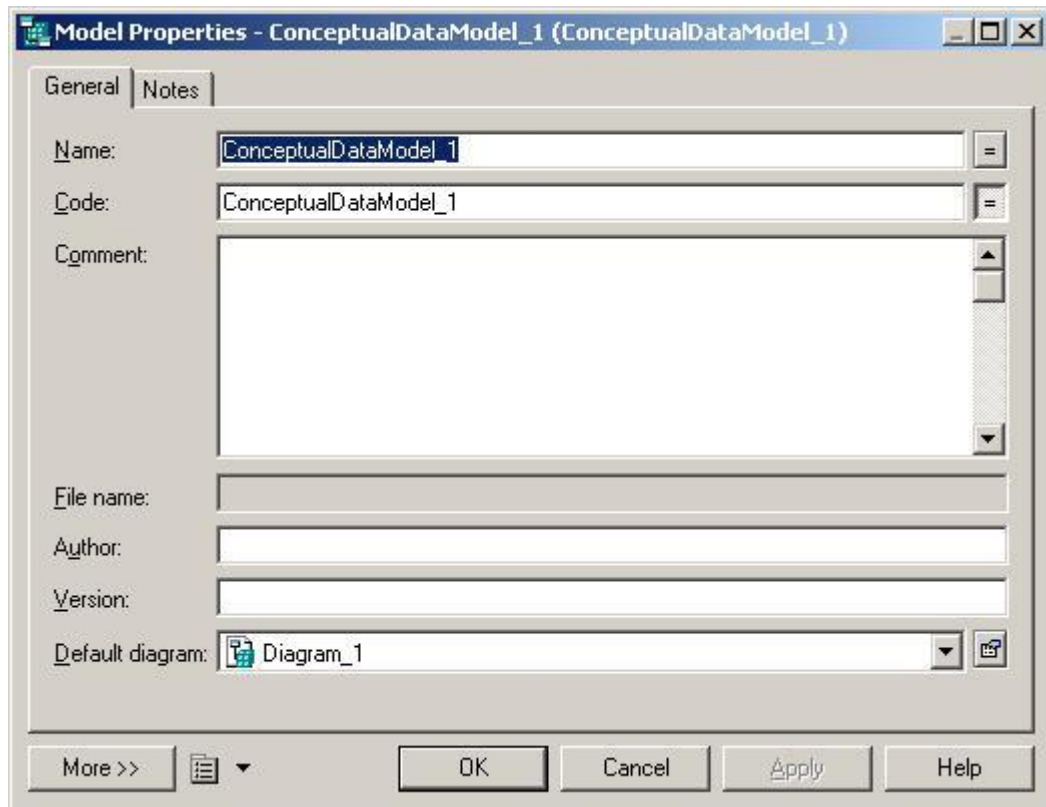 Model Properties - ConceptualDataModel_1 (ConceptualDataModel_1)
General Notes
Name: ConceptualDataModel_1 =
Code: ConceptualDataModel_1 =
Comment:
File name:
Author:
Version:
Default diagram: Diagram_1
More >> OK Cancel Apply Help